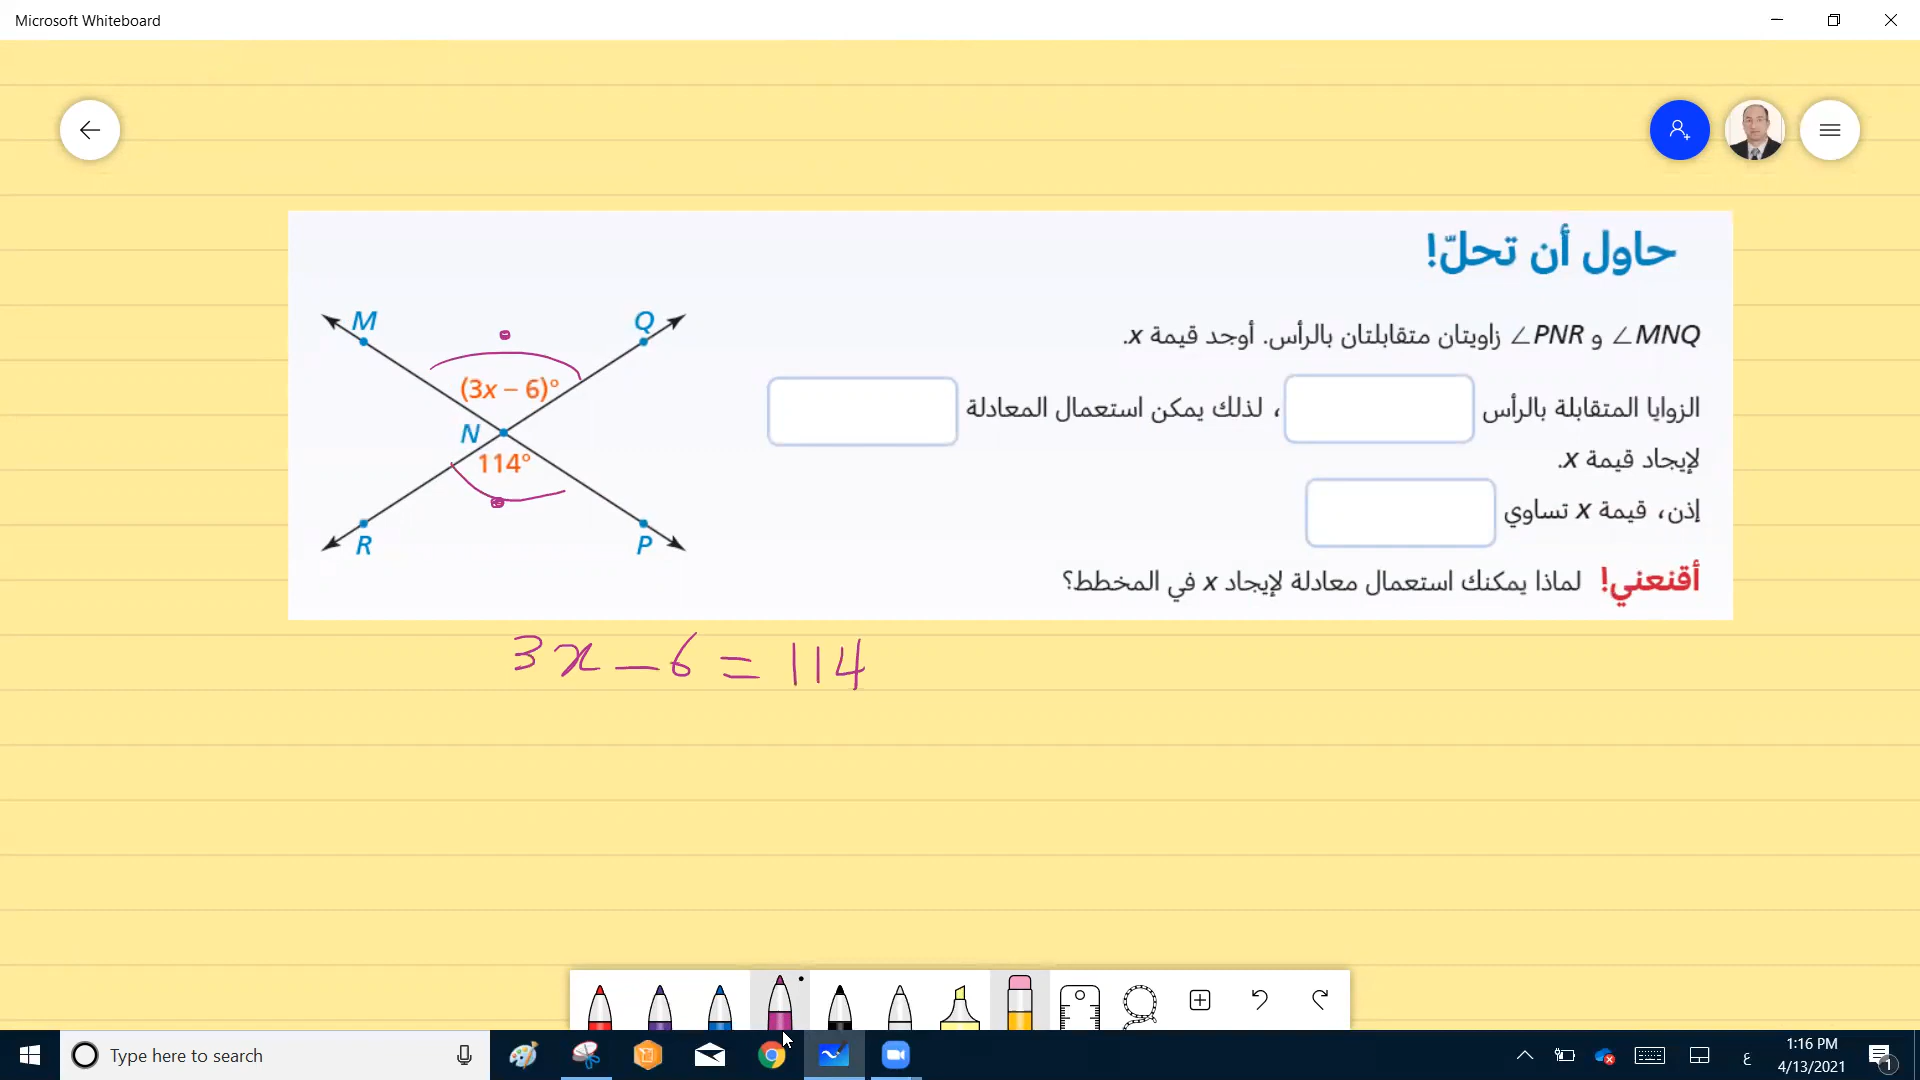 Microsoft Whiteboard
حاول أن تحلّ!
∠MNQ و ∠PNR زاويتان متقابلتان بالرأس. أوجد قيمة x.
الزوايا المتقابلة بالرأس ، لذلك يمكن استعمال المعادلة
لإيجاد قيمة x.
إذن، قيمة x تساوي
أقنعني! لماذا يمكنك استعمال معادلة لإيجاد x في المخطط؟
M Q
(3x – 6)°
N
114°
R P
3x – 6 = 114
Type here to search
ع
1:16 PM
4/13/2021
1